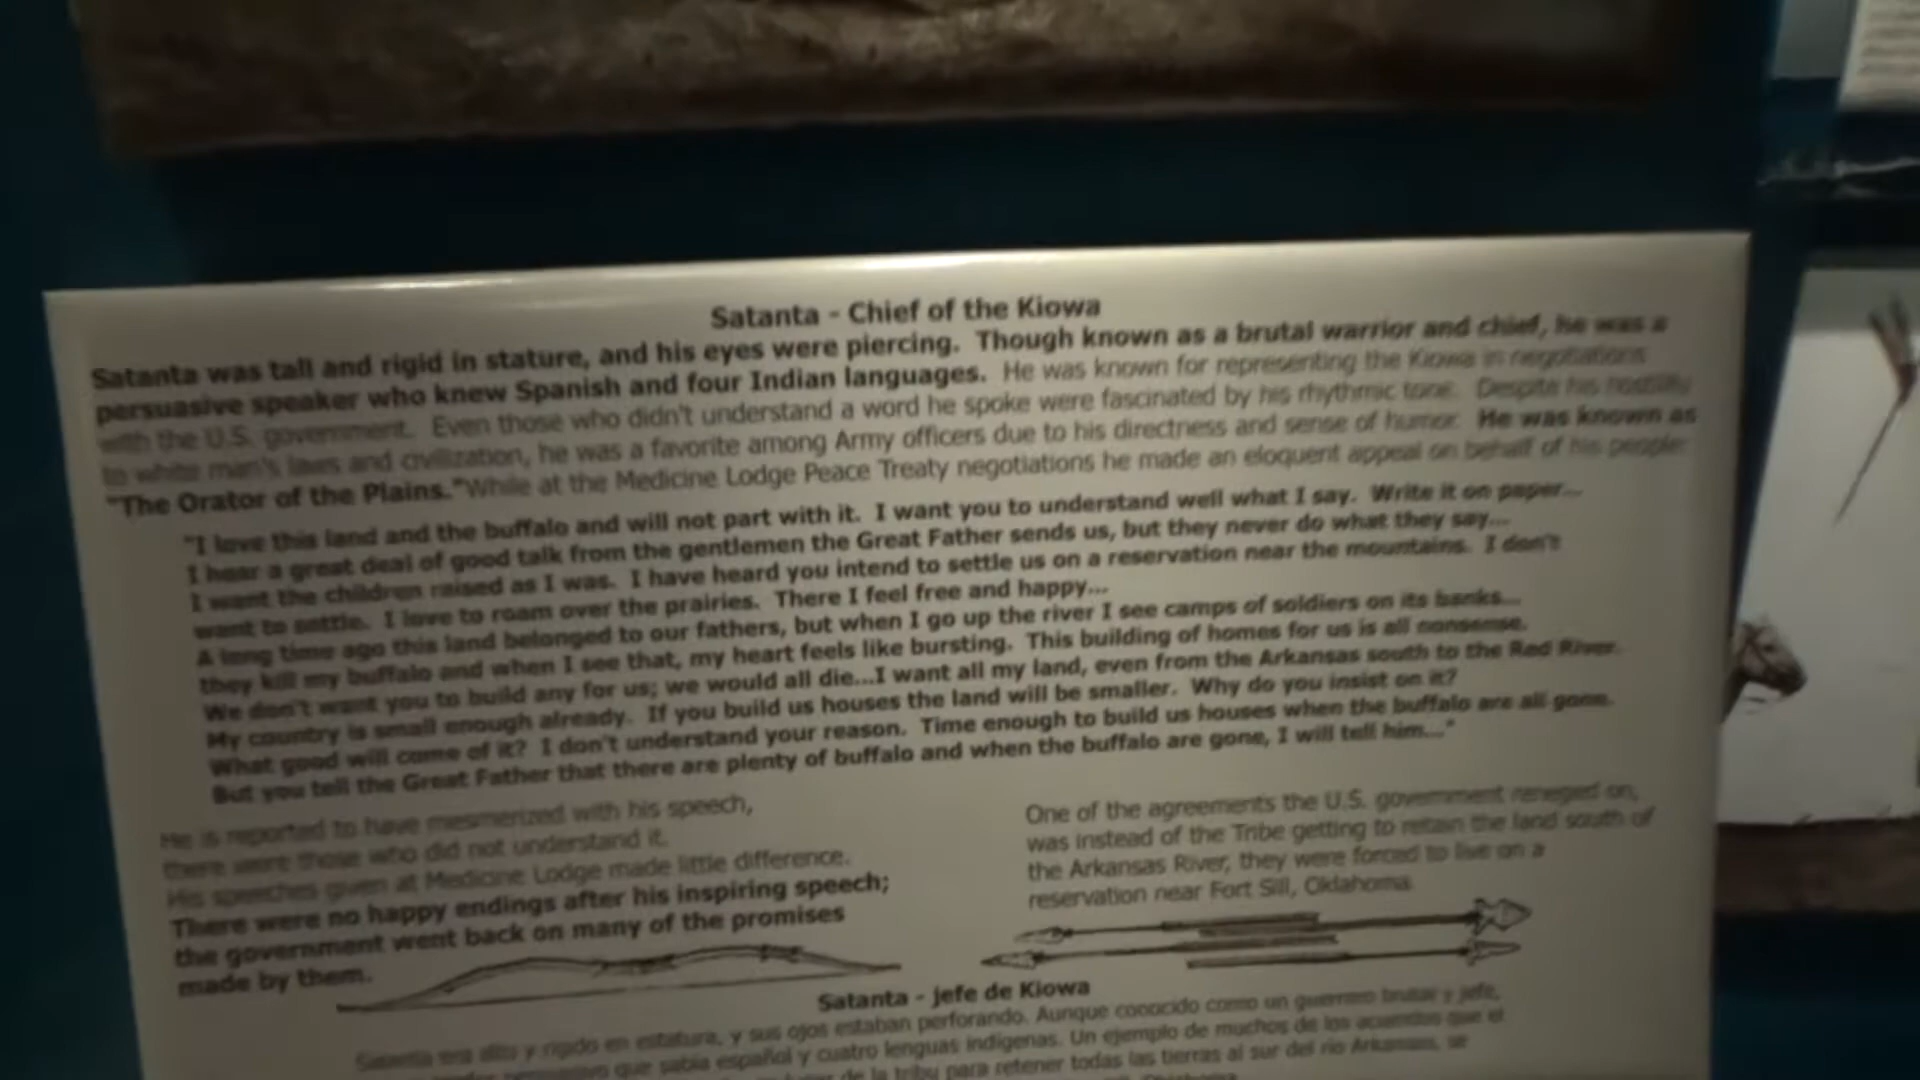 Satanta - Chief of the Kiowa
Satanta was tall and rigid in stature, and his eyes were piercing. Though known as a brutal warrior and chief, he was a
persuasive speaker who knew Spanish and four Indian languages. He was known for representing the Kiowa in negotiations
with the U.S. government. Even those who didn't understand a word he spoke were fascinated by his rhythmic tone. Despite his hostility
to white man's laws and civilization, he was a favorite among Army officers due to his directness and sense of humor. He was known as
"The Orator of the Plains."While at the Medicine Lodge Peace Treaty negotiations he made an eloquent appeal on behalf of his people:
"I love this land and the buffalo and will not part with it. I want you to understand well what I say. Write it on paper...
I hear a great deal of good talk from the gentlemen the Great Father sends us, but they never do what they say...
I want the children raised as I was. I have heard you intend to settle us on a reservation near the mountains. I don't
want to settle. I love to roam over the prairies. There I feel free and happy...
A long time ago this land belonged to our fathers, but when I go up the river I see camps of soldiers on its banks...
they kill my buffalo and when I see that, my heart feels like bursting. This building of homes for us is all nonsense.
We don't want you to build any for us; we would all die...I want all my land, even from the Arkansas south to the Red River.
My country is small enough already. If you build us houses the land will be smaller. Why do you insist on it?
What good will come of it? I don't understand your reason. Time enough to build us houses when the buffalo are all gone.
But you tell the Great Father that there are plenty of buffalo and when the buffalo are gone, I will tell him..."
He is reported to have mesmerized with his speech,
there were those who did not understand it.
His speeches given at Medicine Lodge made little difference.
There were no happy endings after his inspiring speech;
the government went back on many of the promises
made by them.
One of the agreements the U.S. government reneged on,
was instead of the Tribe getting to retain the land south of
the Arkansas River, they were forced to live on a
reservation near Fort Sill, Oklahoma
Satanta - jefe de Kiowa
Satanta era alto y rigido en estatura, y sus ojos estaban perforando. Aunque conocido como un guerrero brutal y jefe,
persuasivo que sabía español y cuatro lenguas indígenas. Un ejemplo de muchos de los acuerdos que el
de la tribu para retener todas las tierras al sur del río Arkansas, se